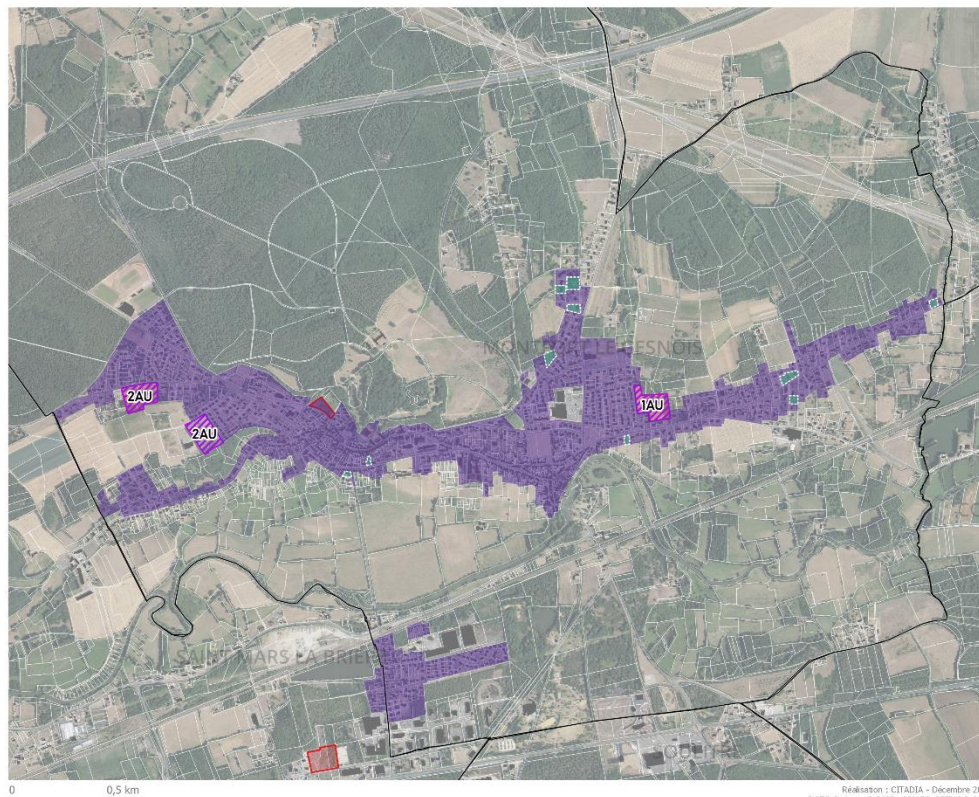 MONTFORT LE GESNOIS
2AU
1AU
2AU
SAINT MARS LA BRIÈRE
0
0,5 km
Réalisation : CITADIA - Décembre 2